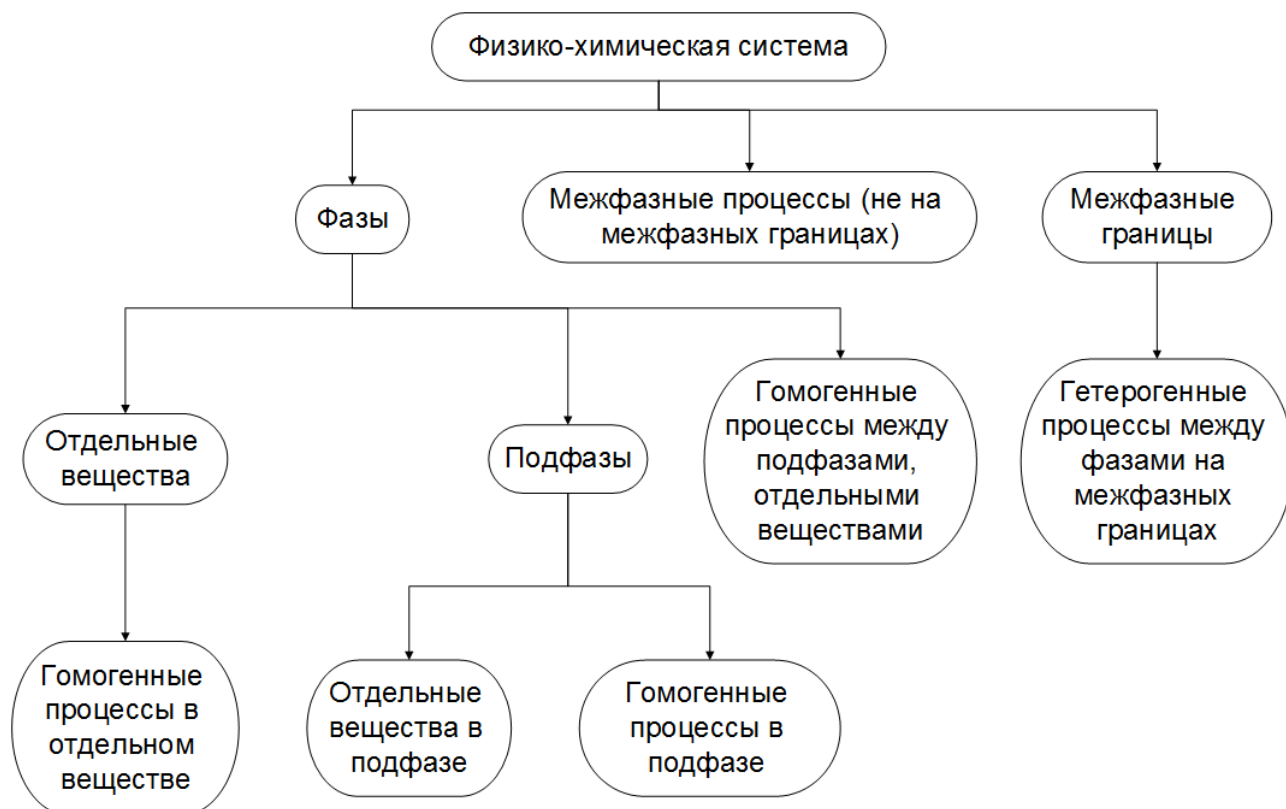 Физико-химическая система
Фазы
Межфазные процессы (не на
межфазных границах)
Межфазные
границы
Отдельные
вещества
Подфазы
Гомогенные
процессы между
подфазами,
отдельными
веществами
Гетерогенные
процессы между
фазами на
межфазных
границах
Гомогенные
процессы в
отдельном
веществе
Отдельные
вещества в
подфазе
Гомогенные
процессы в
подфазе